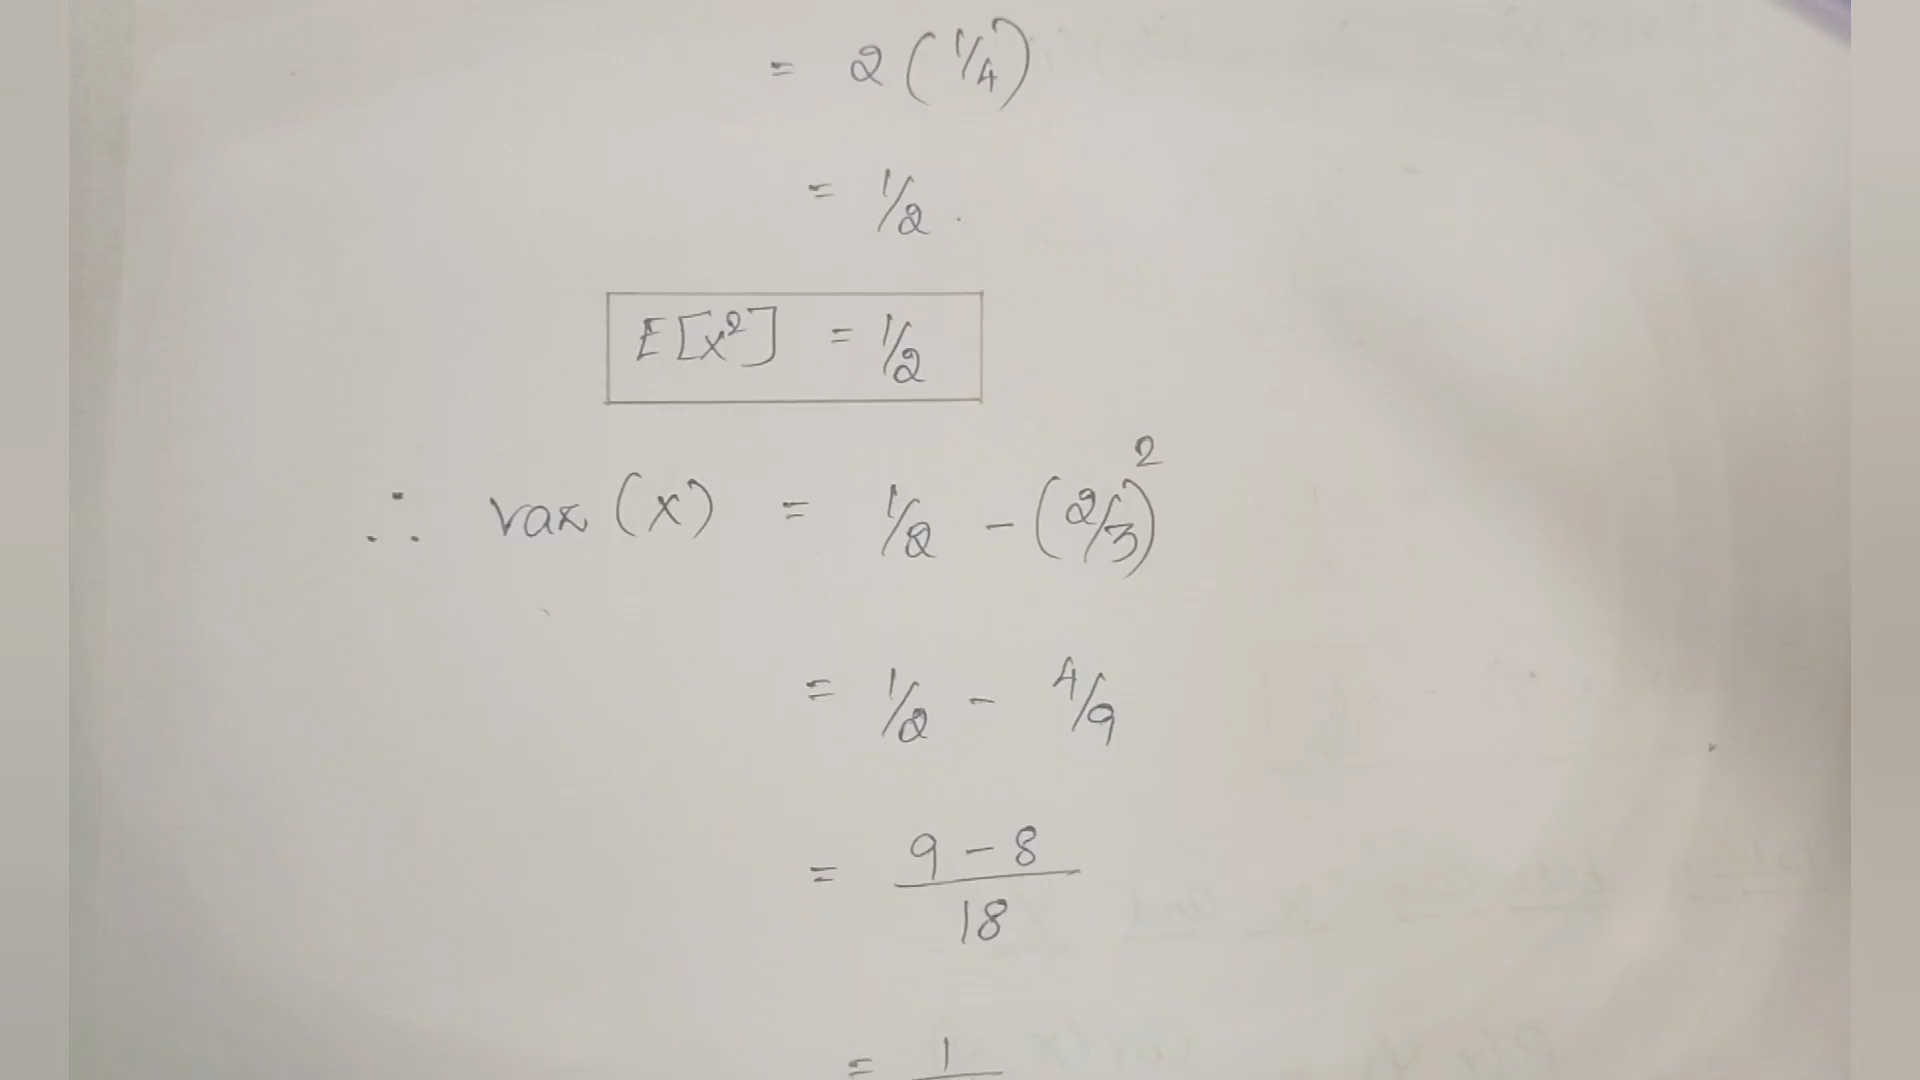 = 2 (1/4)
= 1/2.
E[x²] = 1/2
∴ var (x) = 1/2 - (2/3)²
= 1/2 - 4/9
= 9 - 8 / 18
= 1